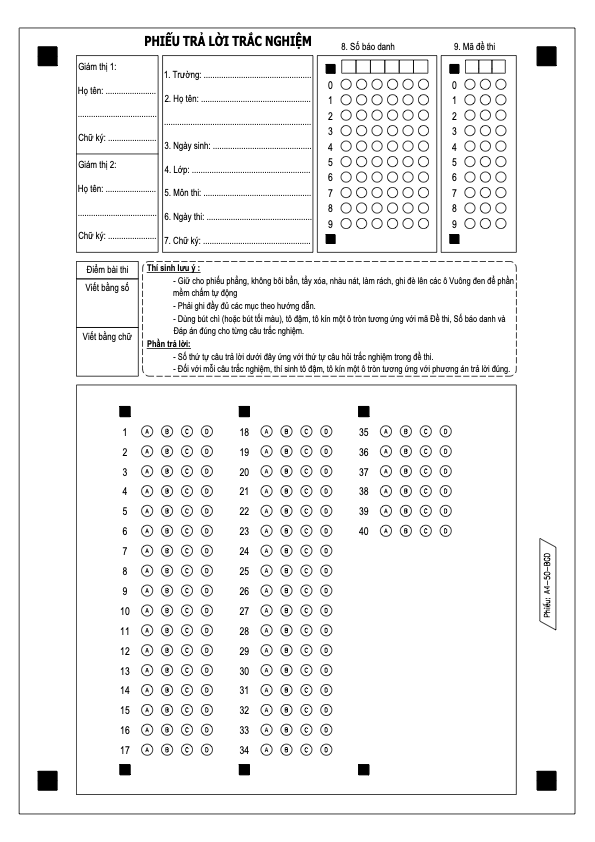 PHIẾU TRẢ LỜI TRẮC NGHIỆM
Giám thị 1:
Họ tên: ......................
...................................
Chữ ký: ......................
Giám thị 2:
Họ tên: ......................
...................................
Chữ ký: ......................
1. Trường: ...........................................
2. Họ tên: ...........................................
...........................................................
3. Ngày sinh: .......................................
4. Lớp: ................................................
5. Môn thi: ..........................................
6. Ngày thi: .........................................
7. Chữ ký: ...........................................
8. Số báo danh
0
1
2
3
4
5
6
7
8
9
9. Mã đề thi
0
1
2
3
4
5
6
7
8
9
Điểm bài thi
Viết bằng số
Viết bằng chữ
Thí sinh lưu ý :
- Giữ cho phiếu phẳng, không bôi bẩn, tẩy xóa, nhàu nát, làm rách, ghi đè lên các ô Vuông đen để phần
mềm chấm tự động
- Phải ghi đầy đủ các mục theo hướng dẫn.
- Dùng bút chì (hoặc bút tối màu), tô đậm, tô kín một ô tròn tương ứng với mã Đề thi, Số báo danh và
Đáp án đúng cho từng câu trắc nghiệm.
Phần trả lời:
- Số thứ tự câu trả lời dưới đây ứng với thứ tự câu hỏi trắc nghiệm trong đề thi.
- Đối với mỗi câu trắc nghiệm, thí sinh tô đậm, tô kín một ô tròn tương ứng với phương án trả lời đúng.
1 A B C D
2 A B C D
3 A B C D
4 A B C D
5 A B C D
6 A B C D
7 A B C D
8 A B C D
9 A B C D
10 A B C D
11 A B C D
12 A B C D
13 A B C D
14 A B C D
15 A B C D
16 A B C D
17 A B C D
18 A B C D
19 A B C D
20 A B C D
21 A B C D
22 A B C D
23 A B C D
24 A B C D
25 A B C D
26 A B C D
27 A B C D
28 A B C D
29 A B C D
30 A B C D
31 A B C D
32 A B C D
33 A B C D
34 A B C D
35 A B C D
36 A B C D
37 A B C D
38 A B C D
39 A B C D
40 A B C D
Phiếu: A4-50-BGD